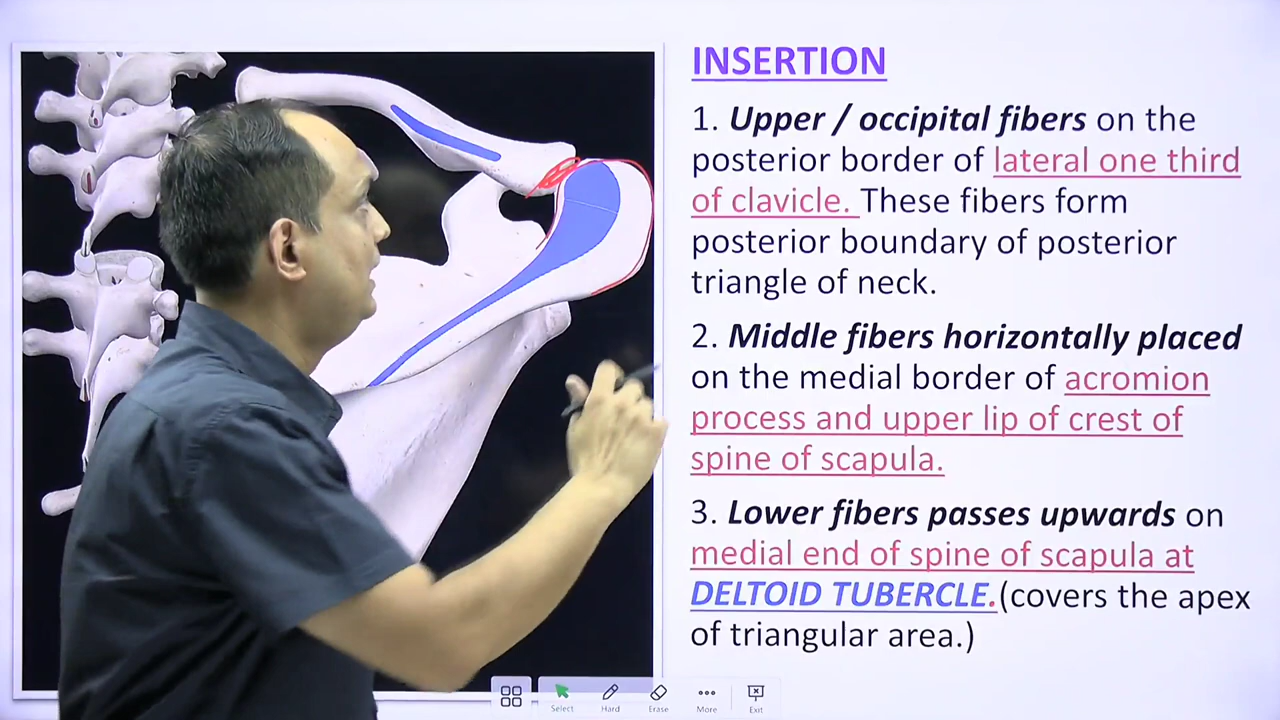 INSERTION
1. Upper / occipital fibers on the
posterior border of lateral one third
of clavicle. These fibers form
posterior boundary of posterior
triangle of neck.
2. Middle fibers horizontally placed
on the medial border of acromion
process and upper lip of crest of
spine of scapula.
3. Lower fibers passes upwards on
medial end of spine of scapula at
DELTOID TUBERCLE.(covers the apex
of triangular area.)
Select Hard Erase More Exit